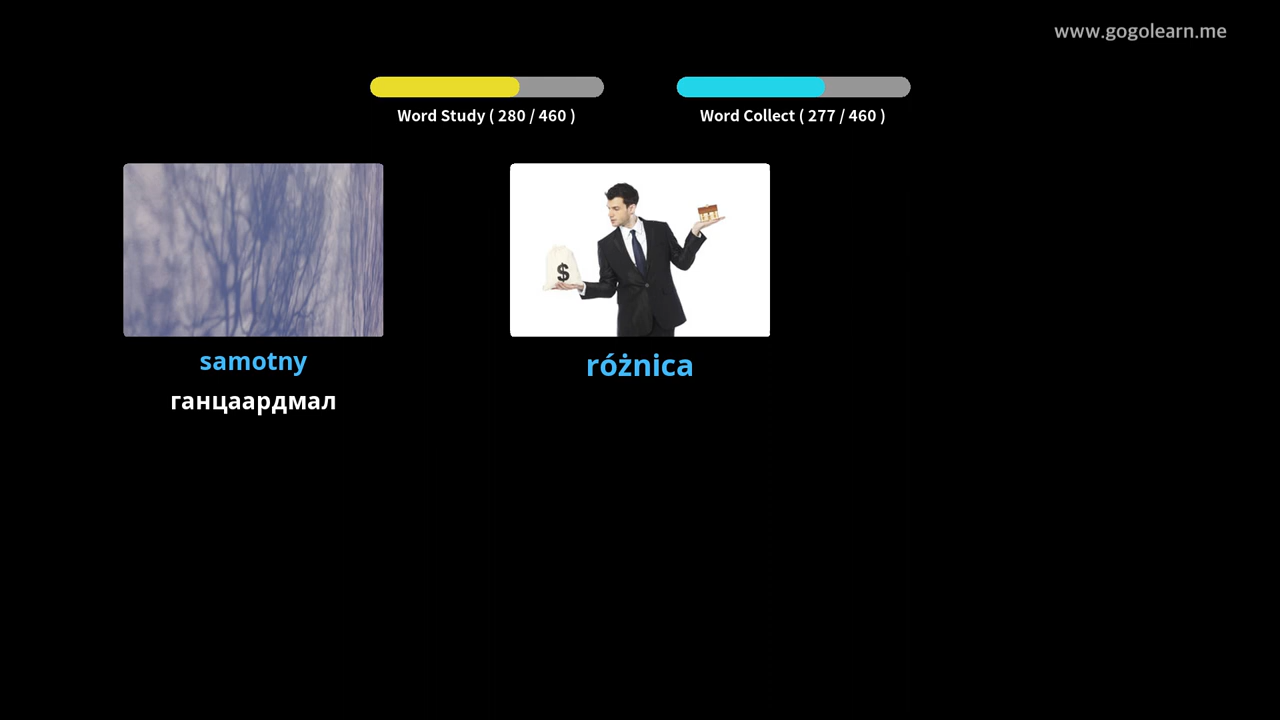 www.gogolearn.me
Word Study ( 280 / 460 )
Word Collect ( 277 / 460 )
$
samotny
różnica
ганцаардмал